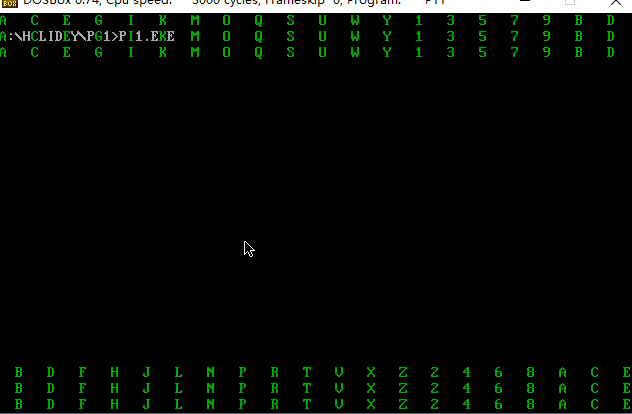 BOX DOSBox 0.74, Cpu speed: 3000 cycles, Frameskip 0, Program: PI1
A C E G I K M O Q S U W Y 1 3 5 7 9 B D
A:\HCLIDEY\PG1>PI1.EKE M O Q S U W Y 1 3 5 7 9 B D
A C E G I K M O Q S U W Y 1 3 5 7 9 B D
B D F H J L N P R T V X Z 2 4 6 8 A C E
B D F H J L N P R T V X Z 2 4 6 8 A C E
B D F H J L N P R T V X Z 2 4 6 8 A C E